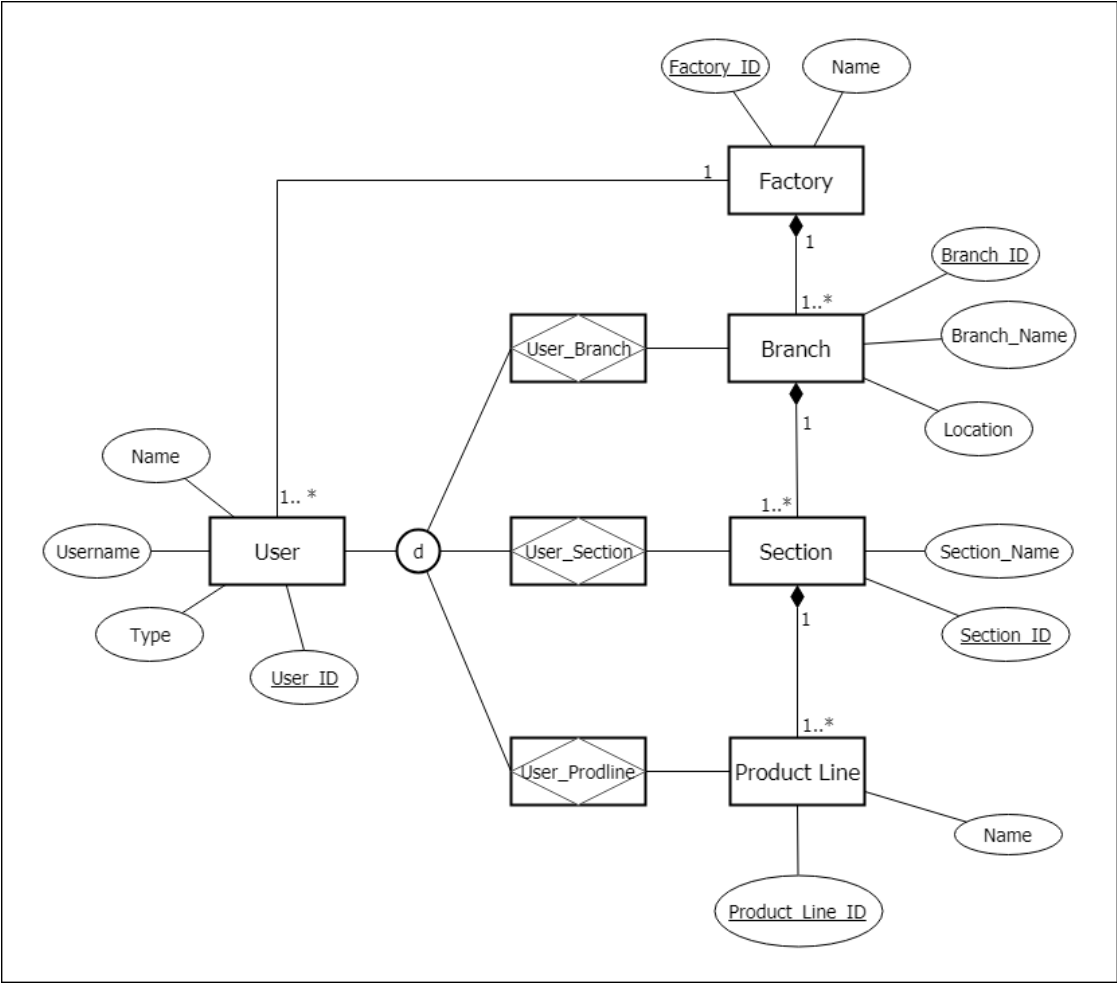 Factory_ID
Name
1
Factory
1
Branch_ID
1..*
Branch_Name
User_Branch
Branch
1
Location
Name
1.. *
1..*
Username
User
d
User_Section
Section
Section_Name
1
Type
Section_ID
User_ID
1..*
User_Prodline
Product Line
Name
Product_Line_ID